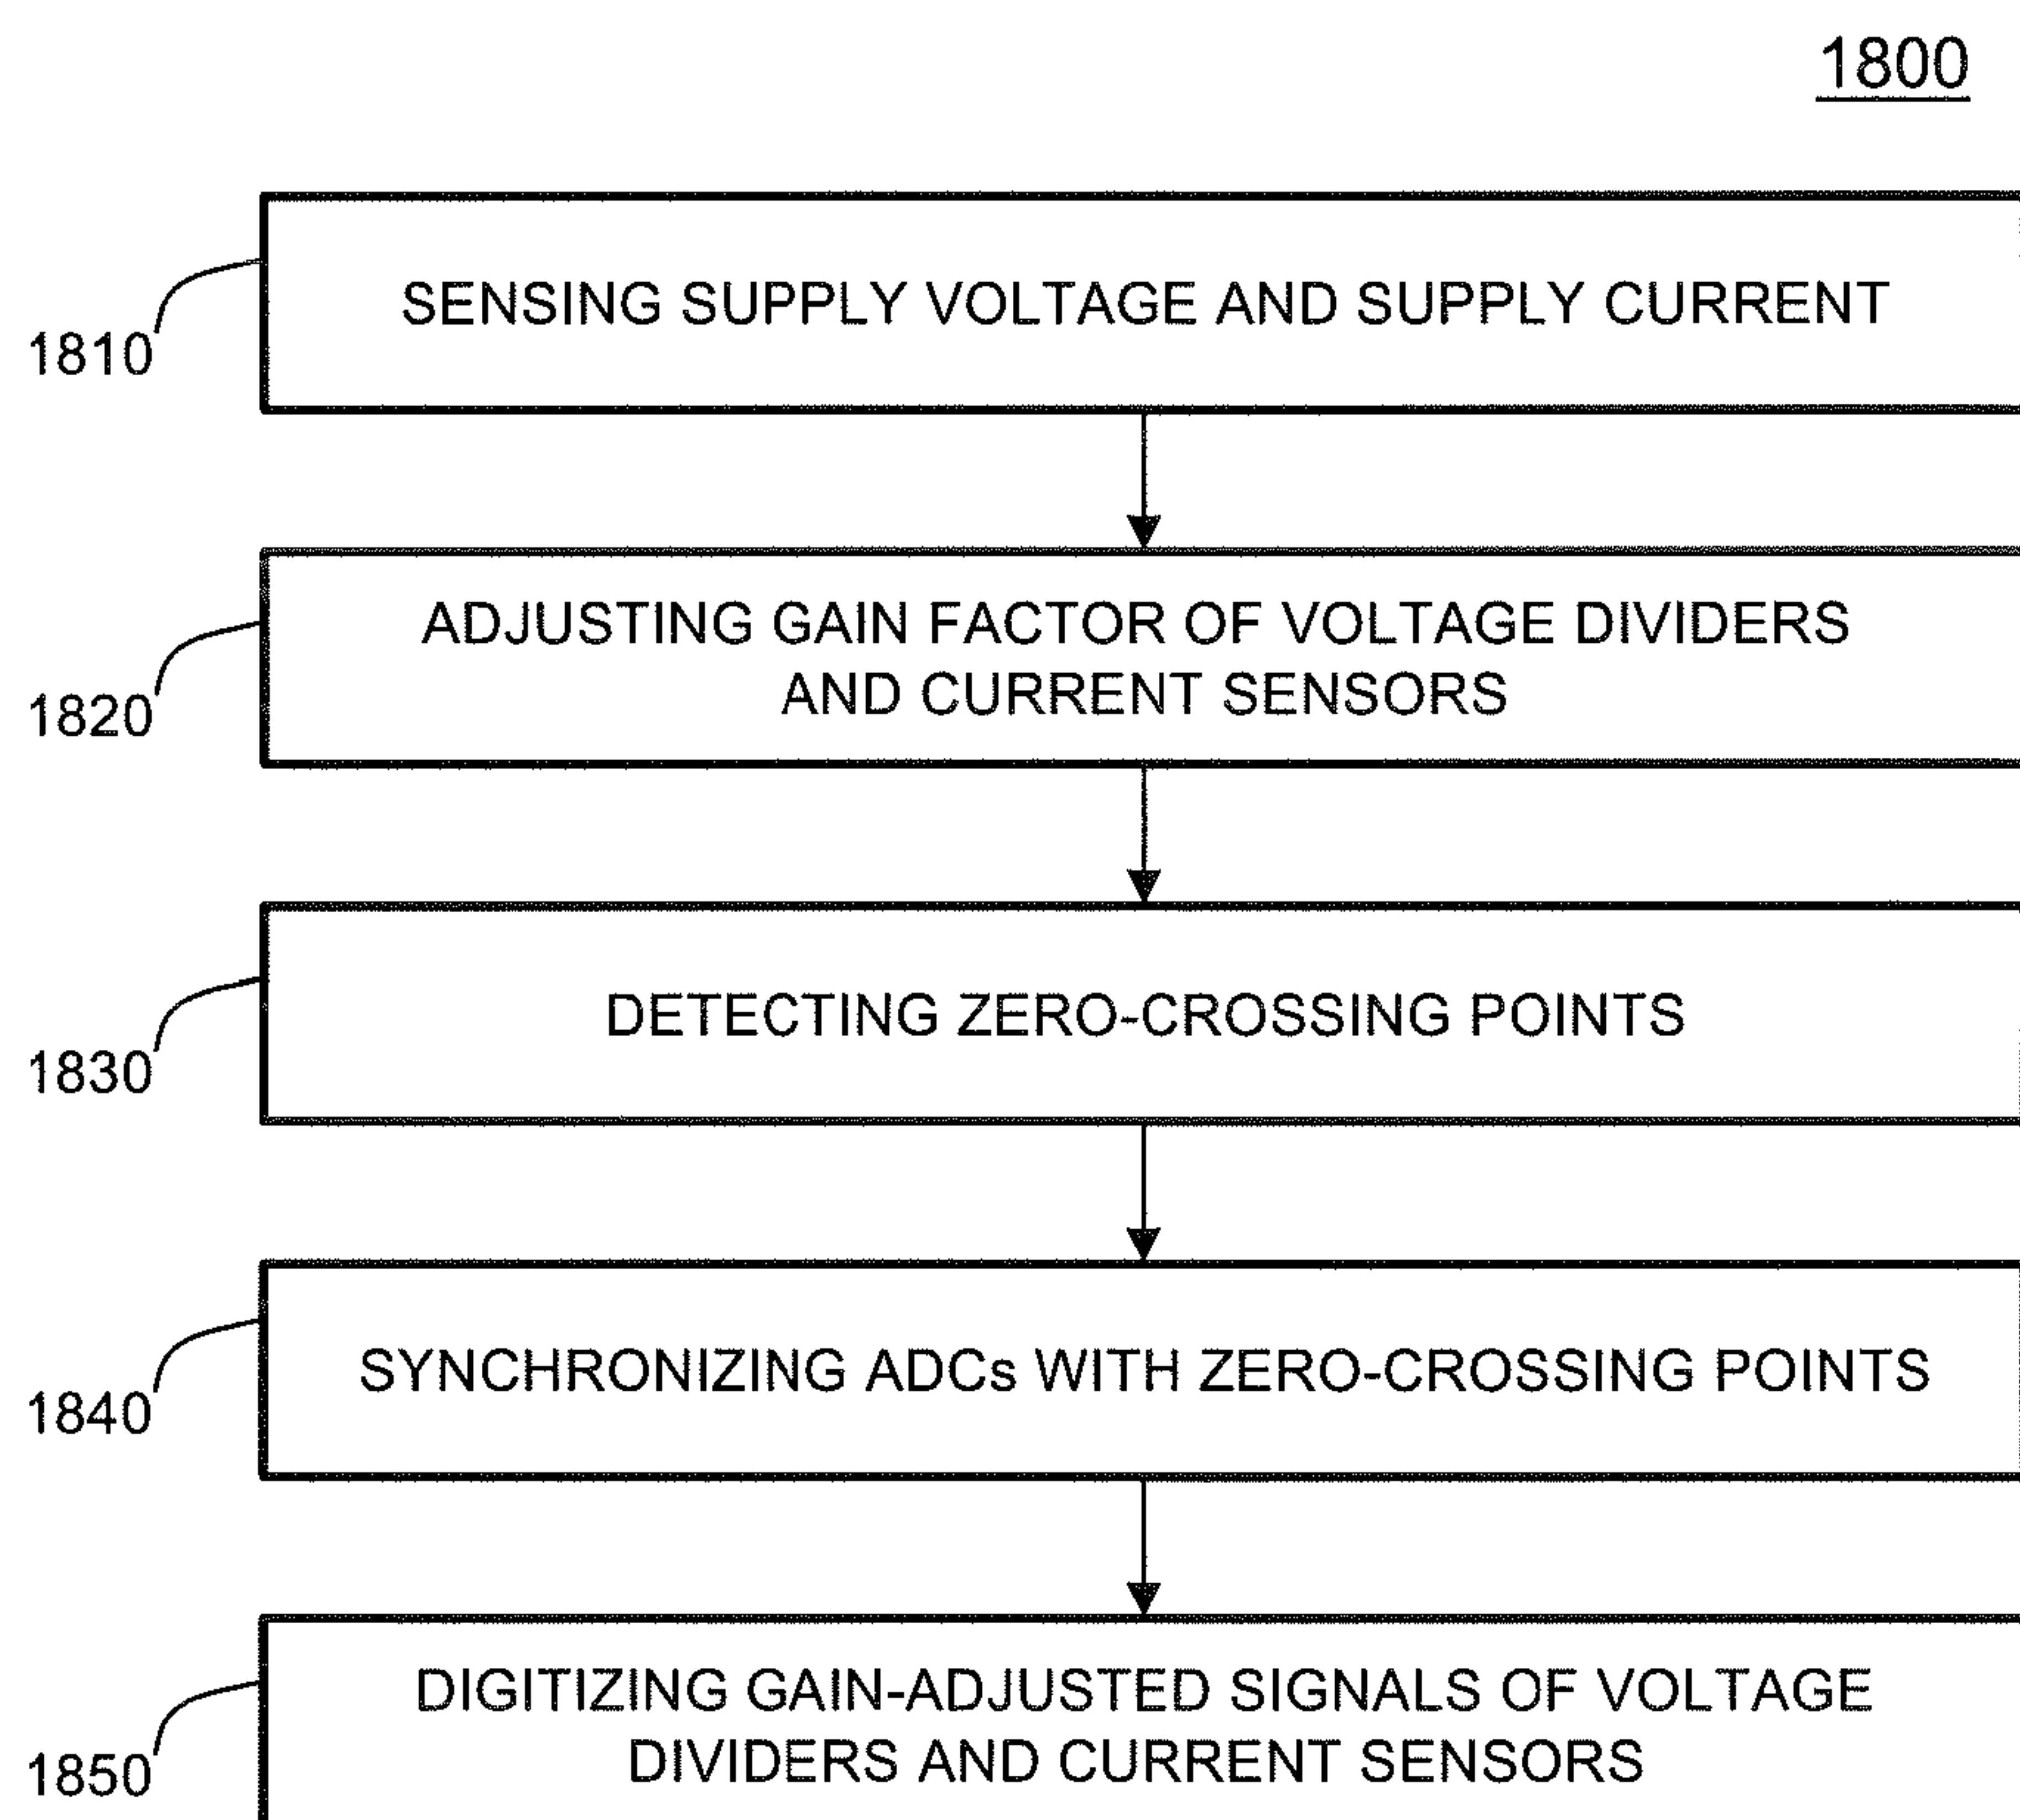 1800
SENSING SUPPLY VOLTAGE AND SUPPLY CURRENT
1810
ADJUSTING GAIN FACTOR OF VOLTAGE DIVIDERS
AND CURRENT SENSORS
1820
DETECTING ZERO-CROSSING POINTS
1830
SYNCHRONIZING ADCs WITH ZERO-CROSSING POINTS
1840
DIGITIZING GAIN-ADJUSTED SIGNALS OF VOLTAGE
DIVIDERS AND CURRENT SENSORS
1850